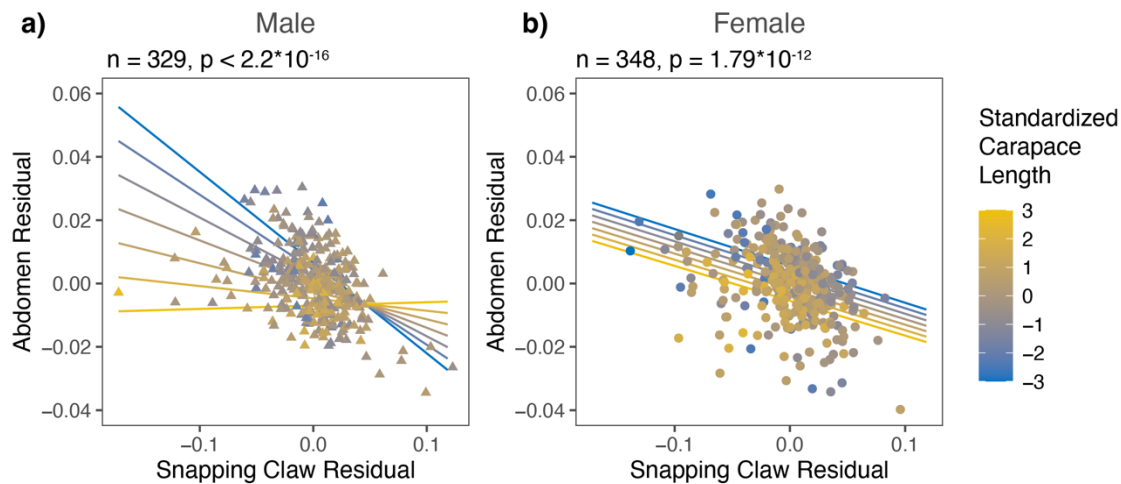 a) Male
n = 329, p < 2.2*10⁻¹⁶
0.06
0.04
0.02
0.00
−0.02
−0.04
Abdomen Residual
−0.1 0.0 0.1
Snapping Claw Residual
b) Female
n = 348, p = 1.79*10⁻¹²
0.06
0.04
0.02
0.00
−0.02
−0.04
Abdomen Residual
−0.1 0.0 0.1
Snapping Claw Residual
Standardized
Carapace
Length
3
2
1
0
−1
−2
−3